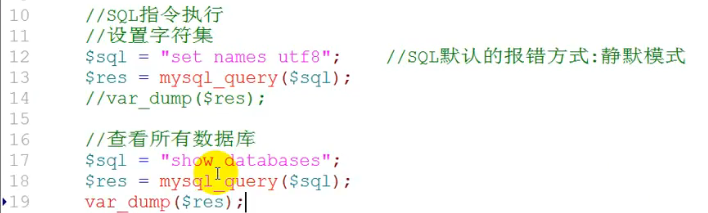 10 //SQL指令执行
11 //设置字符集
12 $sql = "set names utf8"; //SQL默认的报错方式:静默模式
13 $res = mysql_query($sql);
14 //var_dump($res);
15
16 //查看所有数据库
17 $sql = "show databases";
18 $res = mysql_query($sql);
19 var_dump($res);